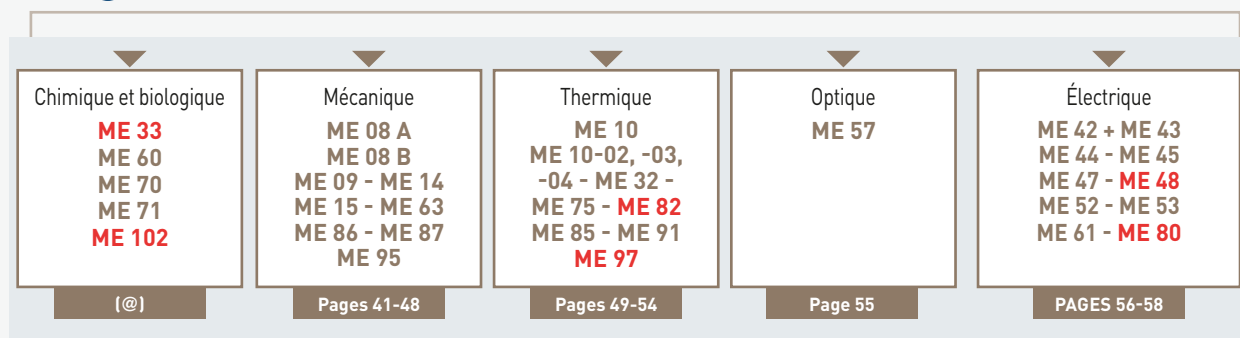 Chimique et biologique
ME 33
ME 60
ME 70
ME 71
ME 102
(@)
Mécanique
ME 08 A
ME 08 B
ME 09 - ME 14
ME 15 - ME 63
ME 86 - ME 87
ME 95
Pages 41-48
Thermique
ME 10
ME 10-02, -03,
-04 - ME 32 -
ME 75 - ME 82
ME 85 - ME 91
ME 97
Pages 49-54
Optique
ME 57
Page 55
Électrique
ME 42 + ME 43
ME 44 - ME 45
ME 47 - ME 48
ME 52 - ME 53
ME 61 - ME 80
PAGES 56-58